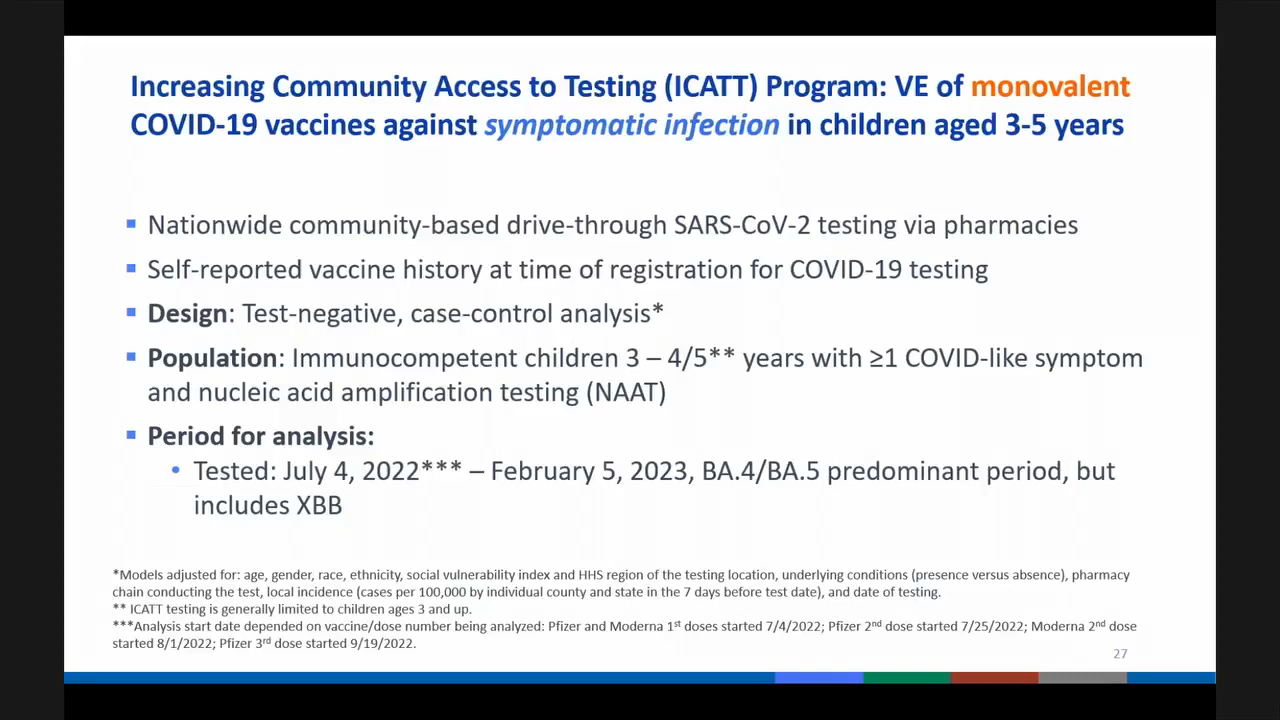 Increasing Community Access to Testing (ICATT) Program: VE of monovalent
COVID-19 vaccines against symptomatic infection in children aged 3-5 years
▪ Nationwide community-based drive-through SARS-CoV-2 testing via pharmacies
▪ Self-reported vaccine history at time of registration for COVID-19 testing
▪ Design: Test-negative, case-control analysis*
▪ Population: Immunocompetent children 3 – 4/5** years with ≥1 COVID-like symptom
and nucleic acid amplification testing (NAAT)
▪ Period for analysis:
• Tested: July 4, 2022*** – February 5, 2023, BA.4/BA.5 predominant period, but
includes XBB
*Models adjusted for: age, gender, race, ethnicity, social vulnerability index and HHS region of the testing location, underlying conditions (presence versus absence), pharmacy
chain conducting the test, local incidence (cases per 100,000 by individual county and state in the 7 days before test date), and date of testing.
** ICATT testing is generally limited to children ages 3 and up.
***Analysis start date depended on vaccine/dose number being analyzed: Pfizer and Moderna 1st doses started 7/4/2022; Pfizer 2nd dose started 7/25/2022; Moderna 2nd dose
started 8/1/2022; Pfizer 3rd dose started 9/19/2022.
27